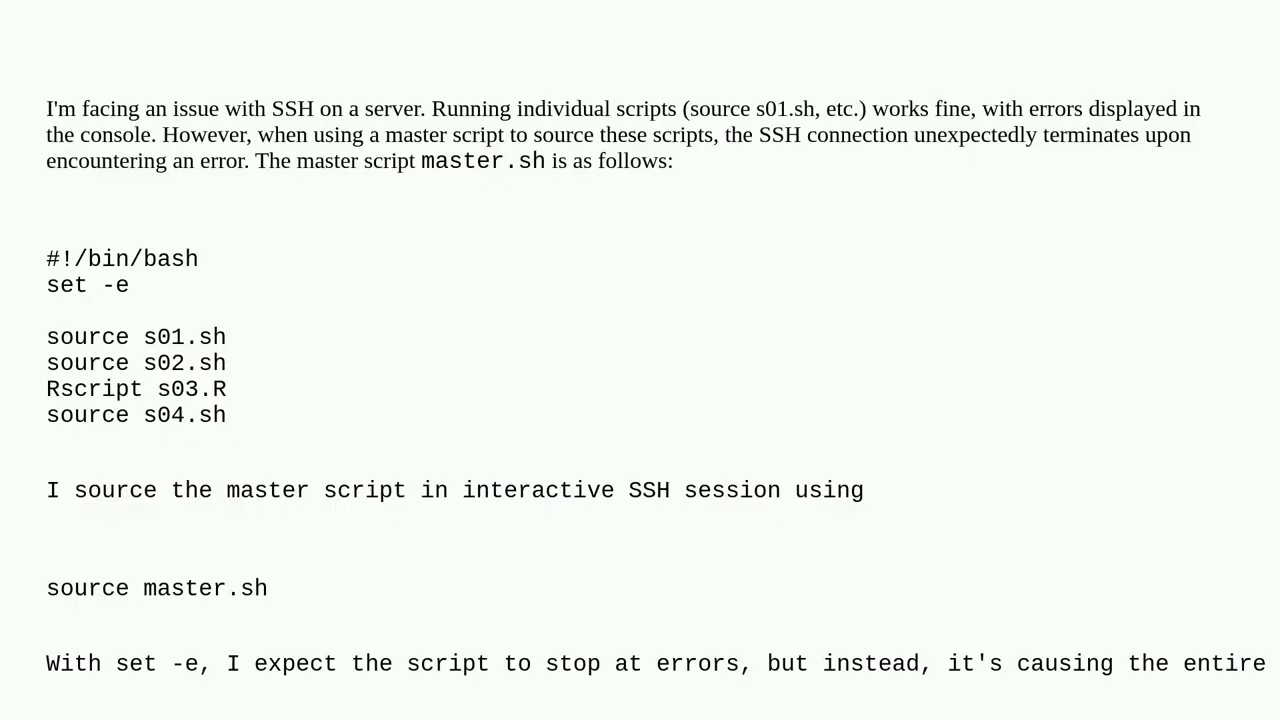 I'm facing an issue with SSH on a server. Running individual scripts (source s01.sh, etc.) works fine, with errors displayed in
the console. However, when using a master script to source these scripts, the SSH connection unexpectedly terminates upon
encountering an error. The master script master.sh is as follows:
#!/bin/bash
set -e
source s01.sh
source s02.sh
Rscript s03.R
source s04.sh
I source the master script in interactive SSH session using
source master.sh
With set -e, I expect the script to stop at errors, but instead, it's causing the entire